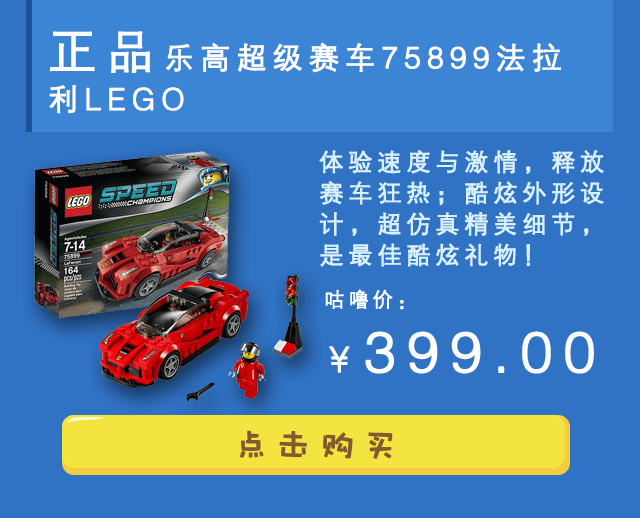 正品 乐高超级赛车75899法拉
利LEGO
体验速度与激情，释放
赛车狂热；酷炫外形设
计，超仿真精美细节，
是最佳酷炫礼物！
咕噜价：
¥399.00
LEGO
SPEED
CHAMPIONS
7-14
75899
LaFerrari
164
pcs/pzs
点击购买